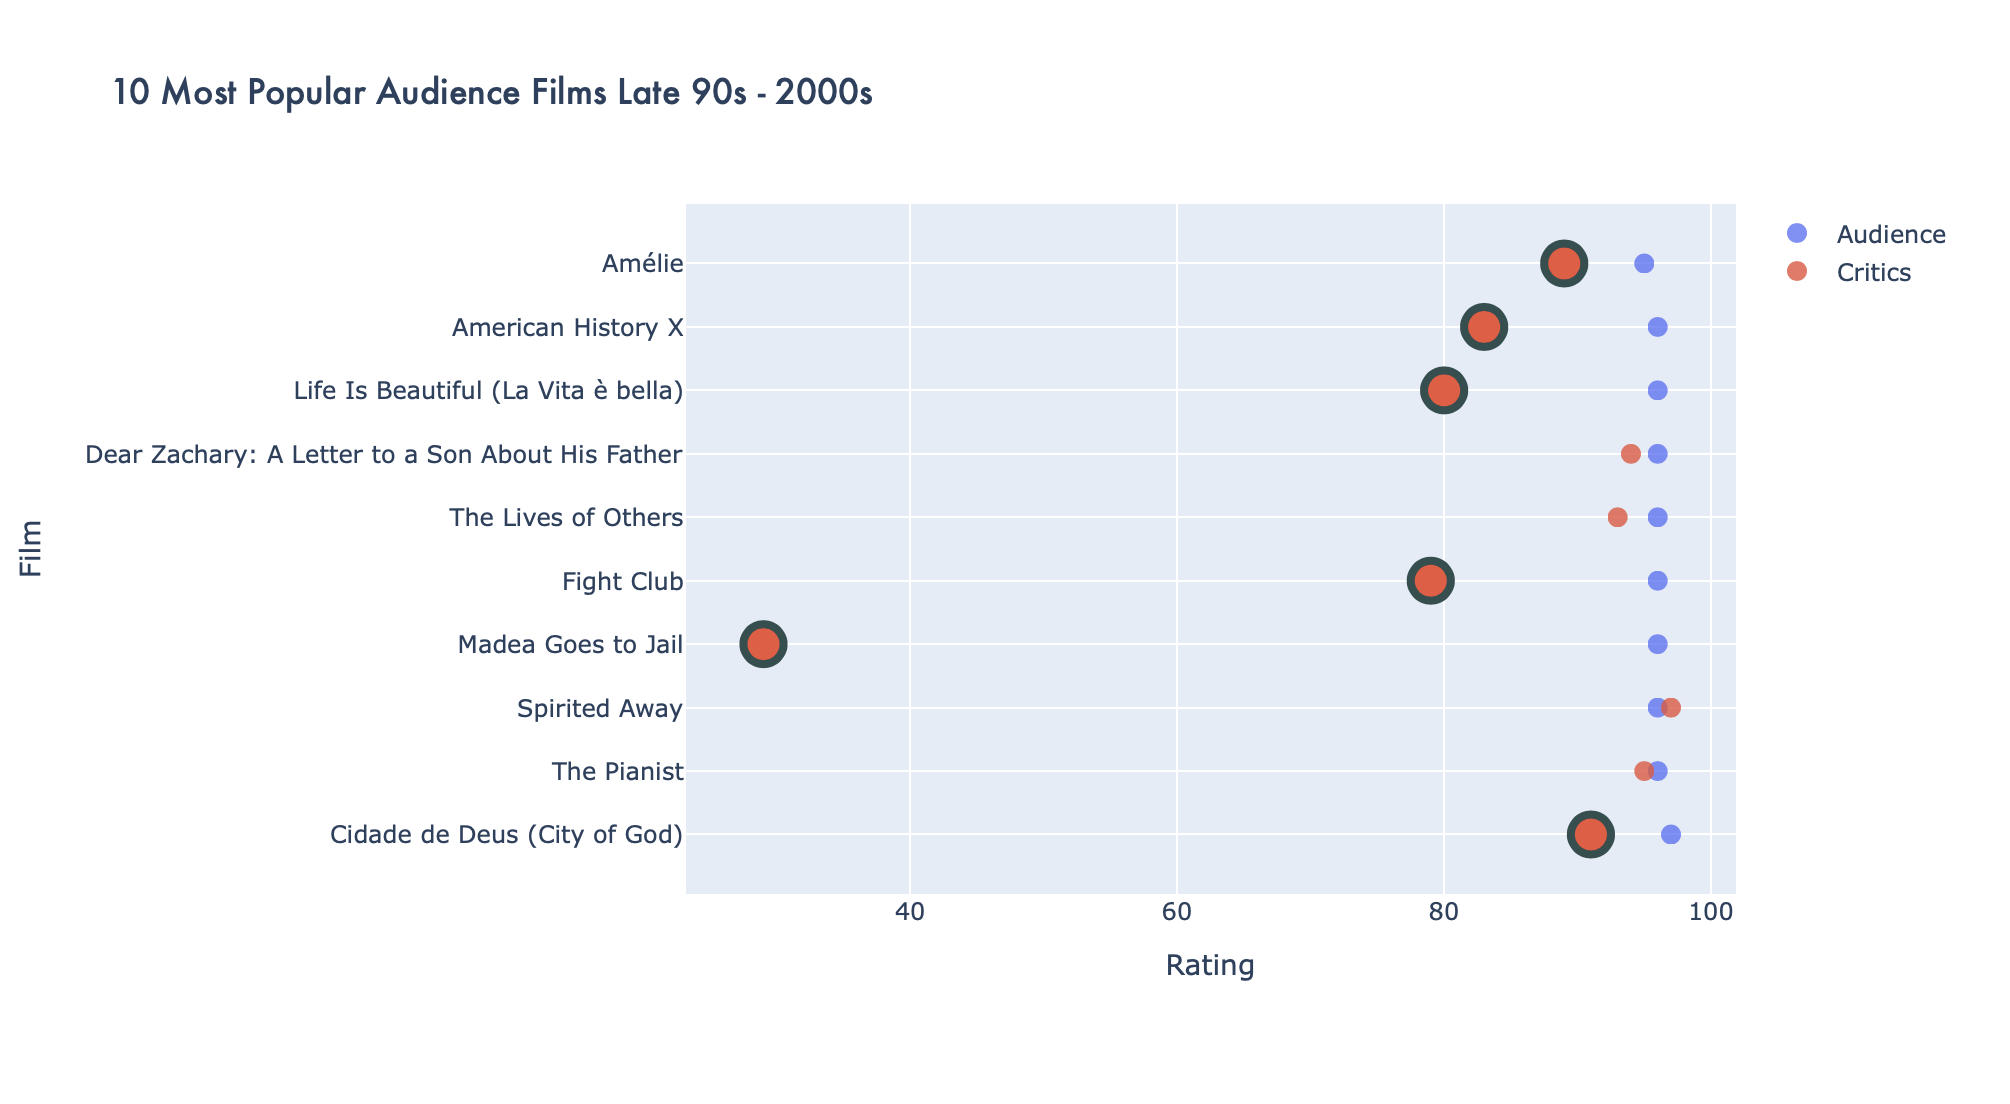 10 Most Popular Audience Films Late 90s - 2000s
Audience
Critics
Amélie
American History X
Life Is Beautiful (La Vita è bella)
Dear Zachary: A Letter to a Son About His Father
The Lives of Others
Fight Club
Madea Goes to Jail
Spirited Away
The Pianist
Cidade de Deus (City of God)
Film
40 60 80 100
Rating